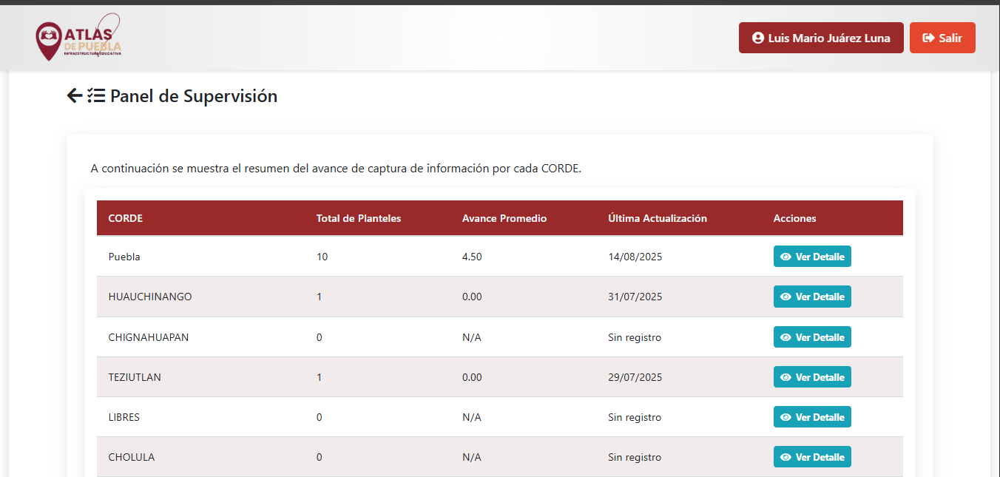 ATLAS
DE PUEBLA
INFRAESTRUCTURA EDUCATIVA
Luis Mario Juárez Luna
Salir
Panel de Supervisión
A continuación se muestra el resumen del avance de captura de información por cada CORDE.
CORDE Total de Planteles Avance Promedio Última Actualización Acciones
Puebla 10 4.50 14/08/2025 Ver Detalle
HUAUCHINANGO 1 0.00 31/07/2025 Ver Detalle
CHIGNAHUAPAN 0 N/A Sin registro Ver Detalle
TEZIUTLAN 1 0.00 29/07/2025 Ver Detalle
LIBRES 0 N/A Sin registro Ver Detalle
CHOLULA 0 N/A Sin registro Ver Detalle